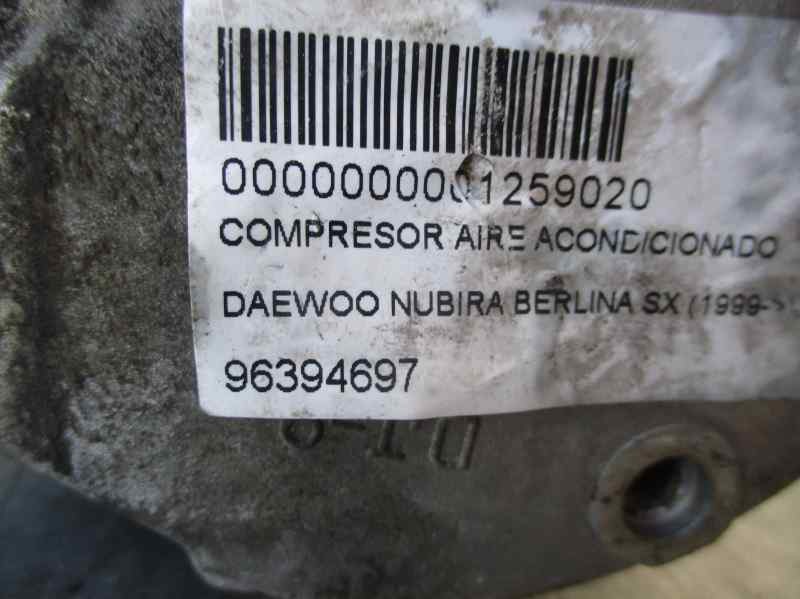 0000000001259020
COMPRESOR AIRE ACONDICIONADO
DAEWOO NUBIRA BERLINA SX (1999->
96394697